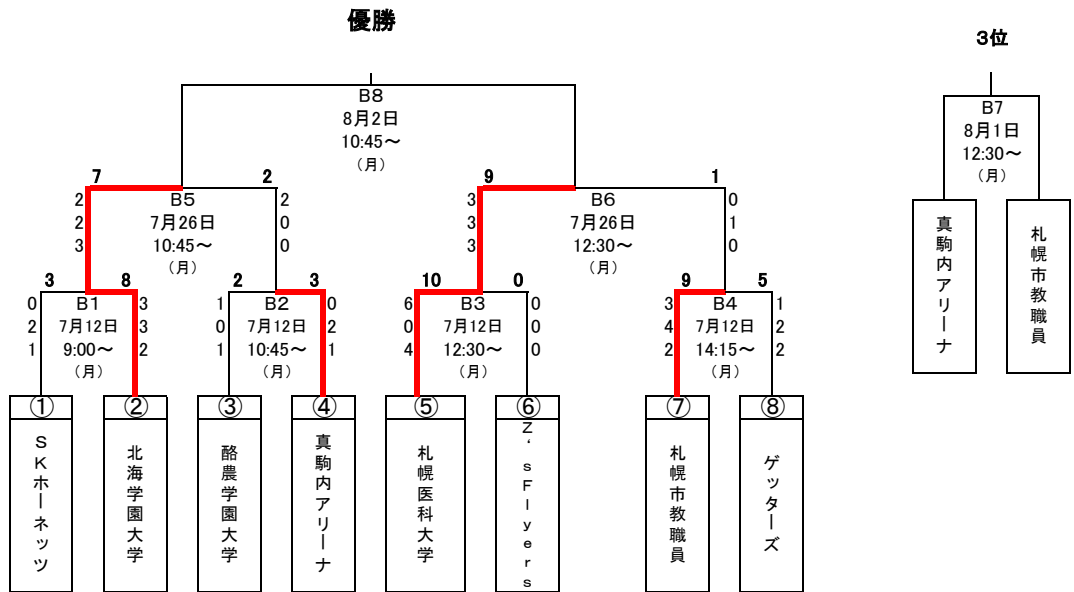 優勝
3位
B8
8月2日
10:45～
（月）
B7
8月1日
12:30～
（月）
真駒内アリーナ
札幌市教職員
7
2
2
2
3
B5
7月26日
10:45～
（月）
2
0
0
9
1
3
3
3
B6
7月26日
12:30～
（月）
0
1
0
3
8
0
2
1
B1
7月12日
9:00～
（月）
3
3
2
2
3
1
0
1
B2
7月12日
10:45～
（月）
0
2
1
10
0
6
0
4
B3
7月12日
12:30～
（月）
0
0
0
9
5
3
4
2
B4
7月12日
14:15～
（月）
1
2
2
①
②
③
④
⑤
⑥
⑦
⑧
SKホーネッツ
北海学園大学
酪農学園大学
真駒内アリーナ
札幌医科大学
Z‘sFlyers
札幌市教職員
ゲッターズ